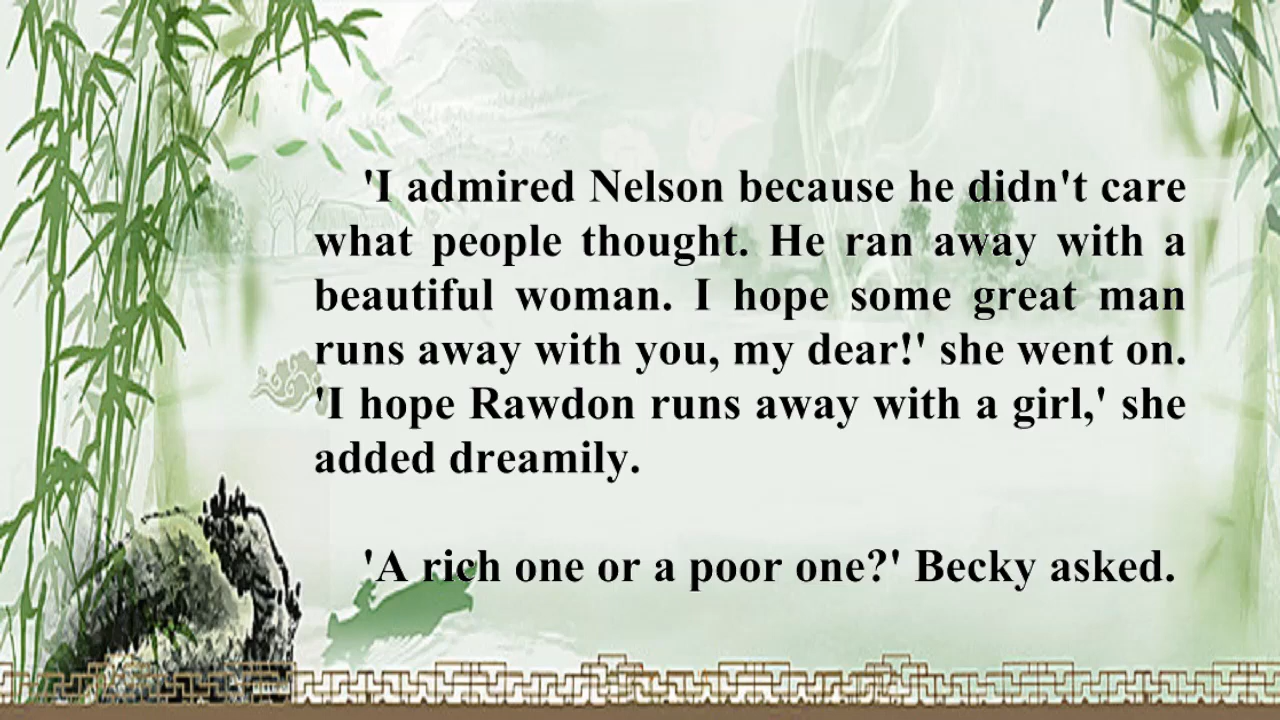 'I admired Nelson because he didn't care
what people thought. He ran away with a
beautiful woman. I hope some great man
runs away with you, my dear!' she went on.
'I hope Rawdon runs away with a girl,' she
added dreamily.
'A rich one or a poor one?' Becky asked.